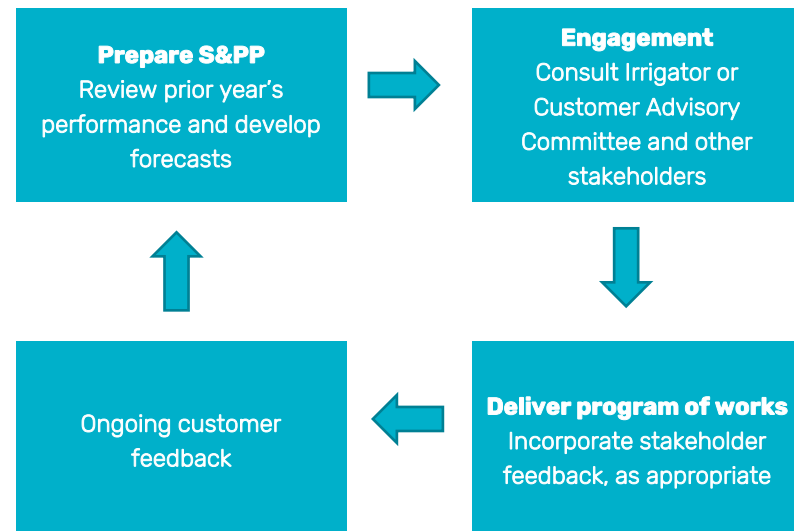 Prepare S&PP
Review prior year's
performance and develop
forecasts
Engagement
Consult Irrigator or
Customer Advisory
Committee and other
stakeholders
Ongoing customer
feedback
Deliver program of works
Incorporate stakeholder
feedback, as appropriate